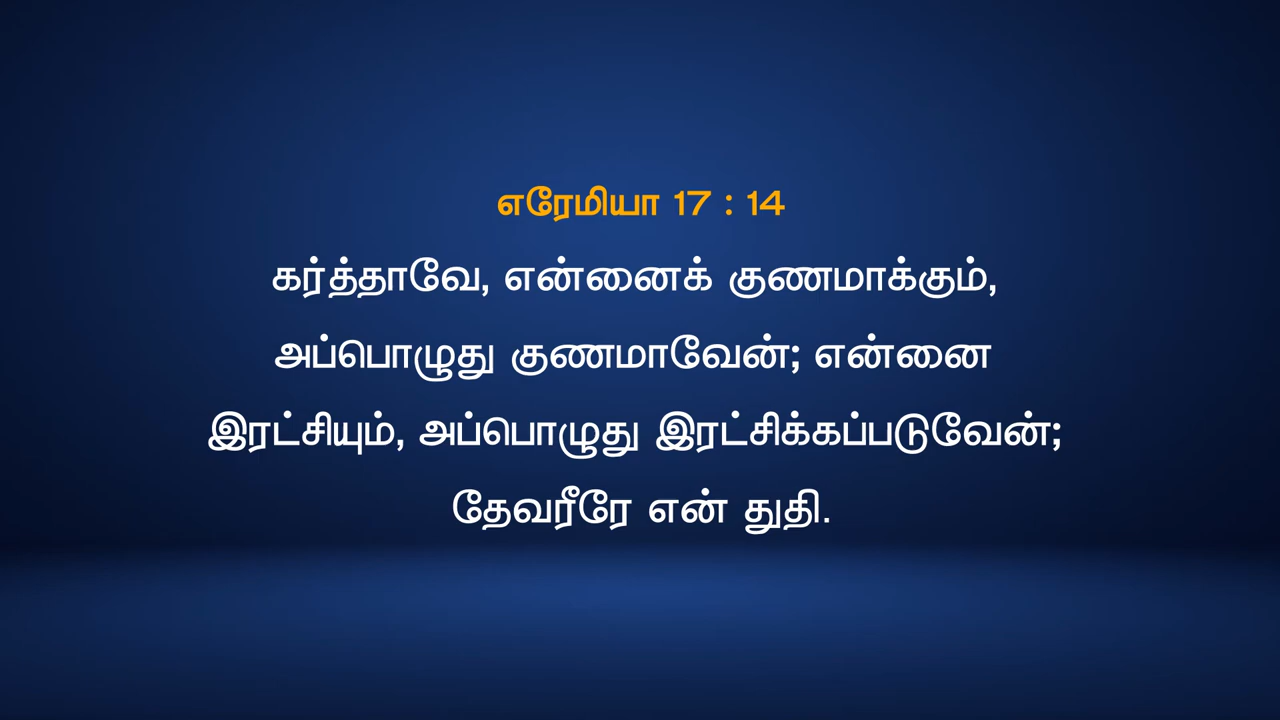 எரேமியா 17 : 14
கர்த்தாவே, என்னைக் குணமாக்கும்,
அப்பொழுது குணமாவேன்; என்னை
இரட்சியும், அப்பொழுது இரட்சிக்கப்படுவேன்;
தேவரீரே என் துதி.